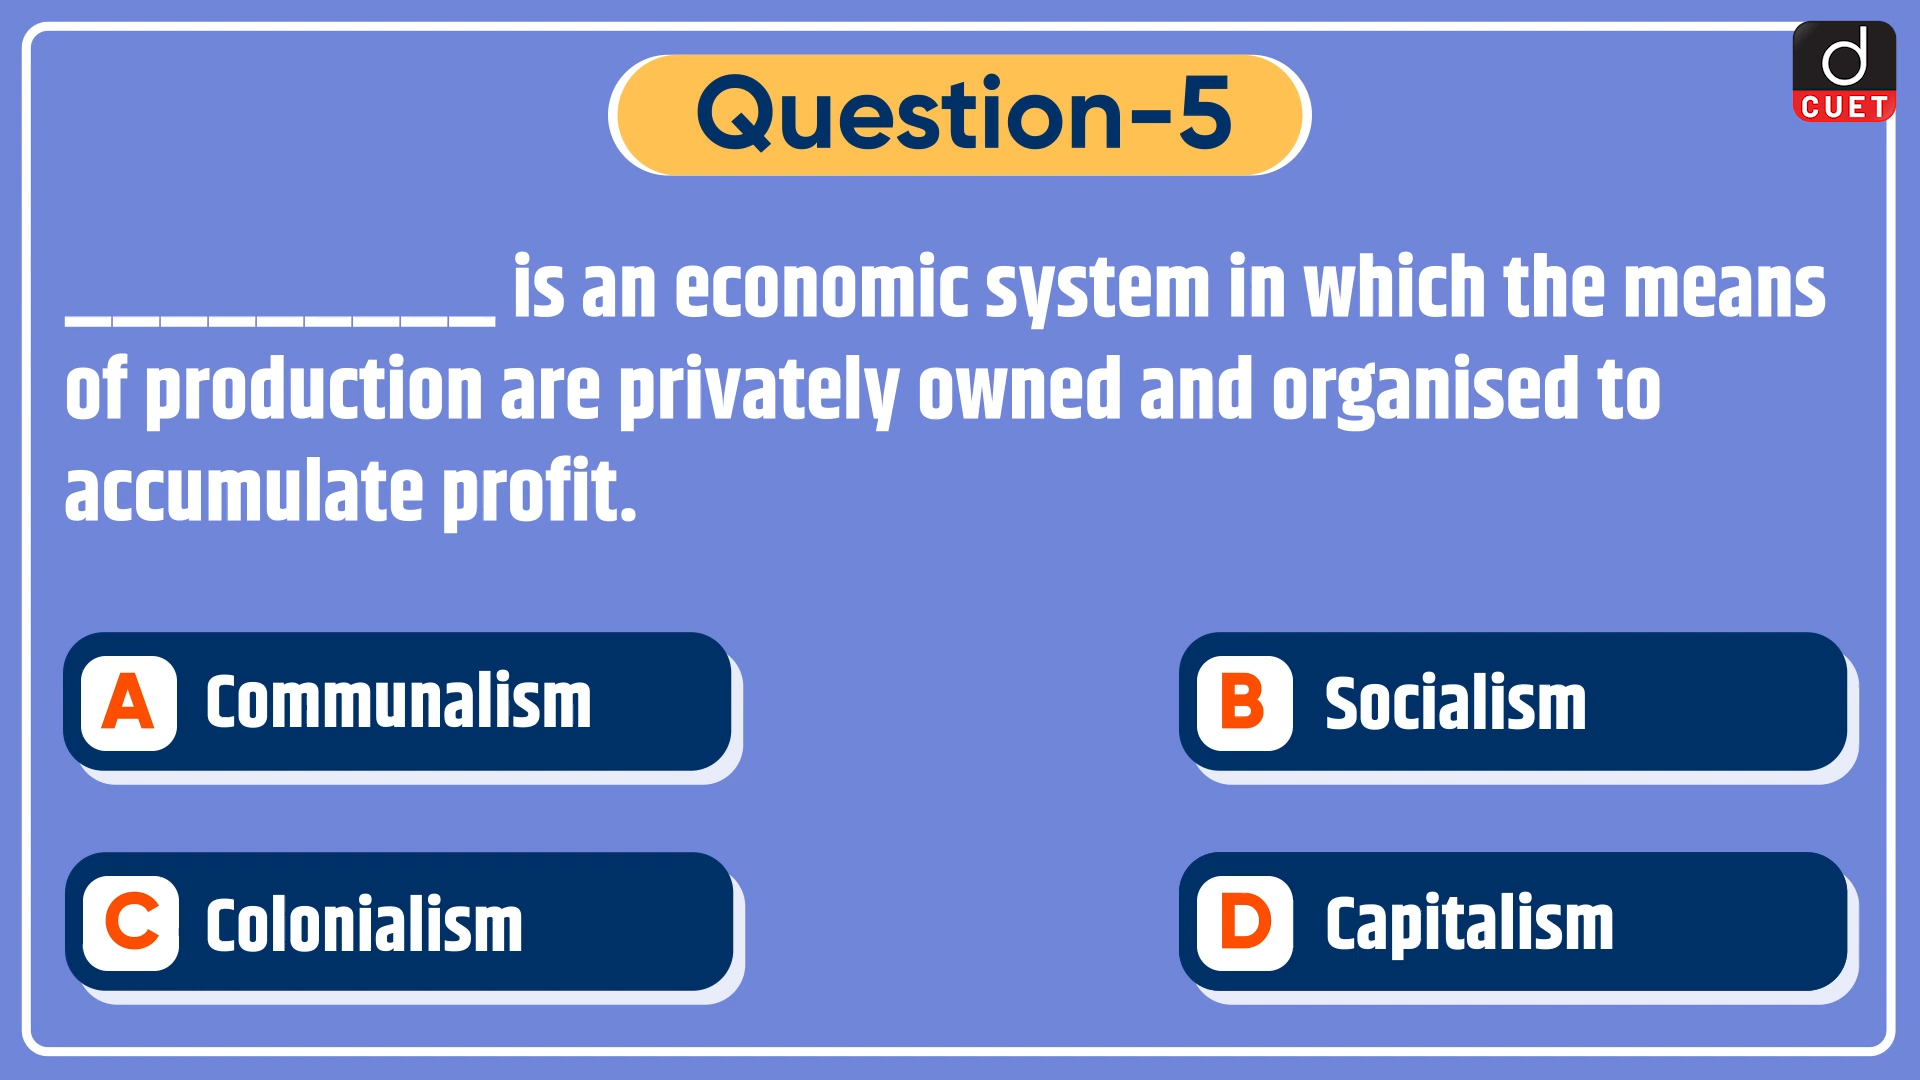 d
CUET
Question-5
_________ is an economic system in which the means
of production are privately owned and organised to
accumulate profit.
A Communalism
B Socialism
C Colonialism
D Capitalism